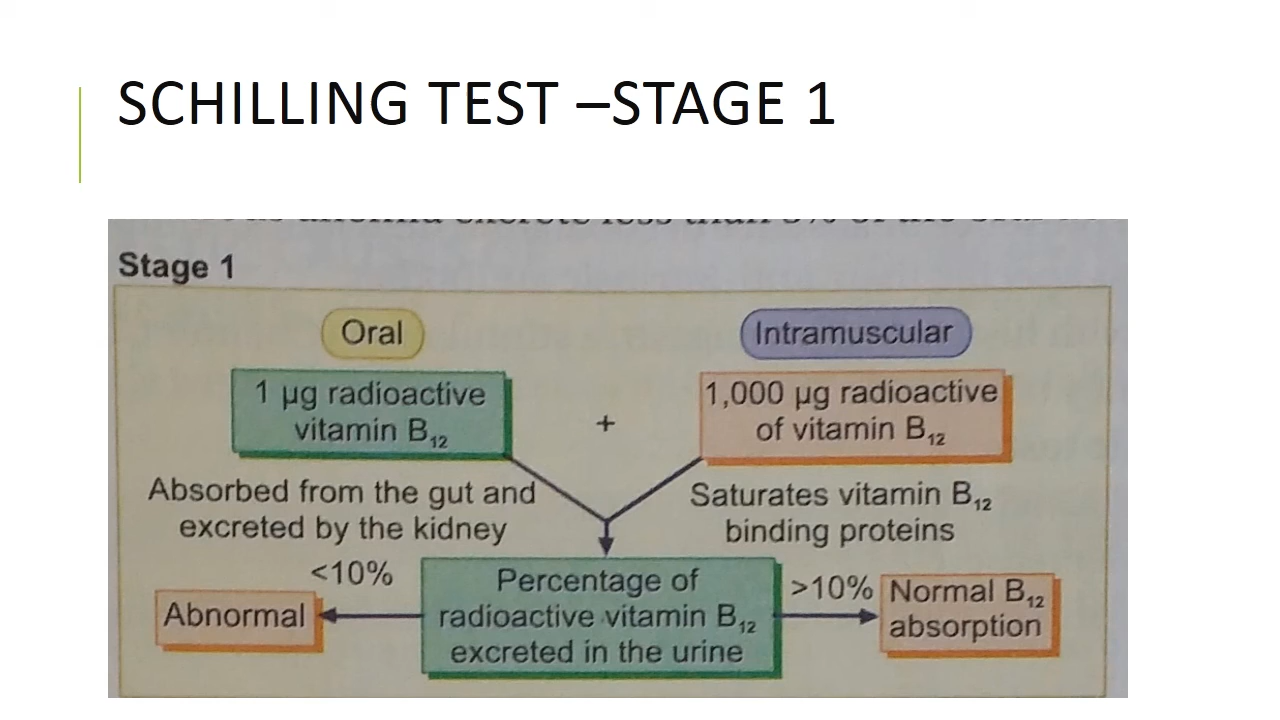 SCHILLING TEST –STAGE 1
Stage 1
Oral
Intramuscular
1 µg radioactive
vitamin B₁₂
+
1,000 µg radioactive
of vitamin B₁₂
Absorbed from the gut and
excreted by the kidney
Saturates vitamin B₁₂
binding proteins
<10%
Percentage of
radioactive vitamin B₁₂
excreted in the urine
>10%
Abnormal
Normal B₁₂
absorption